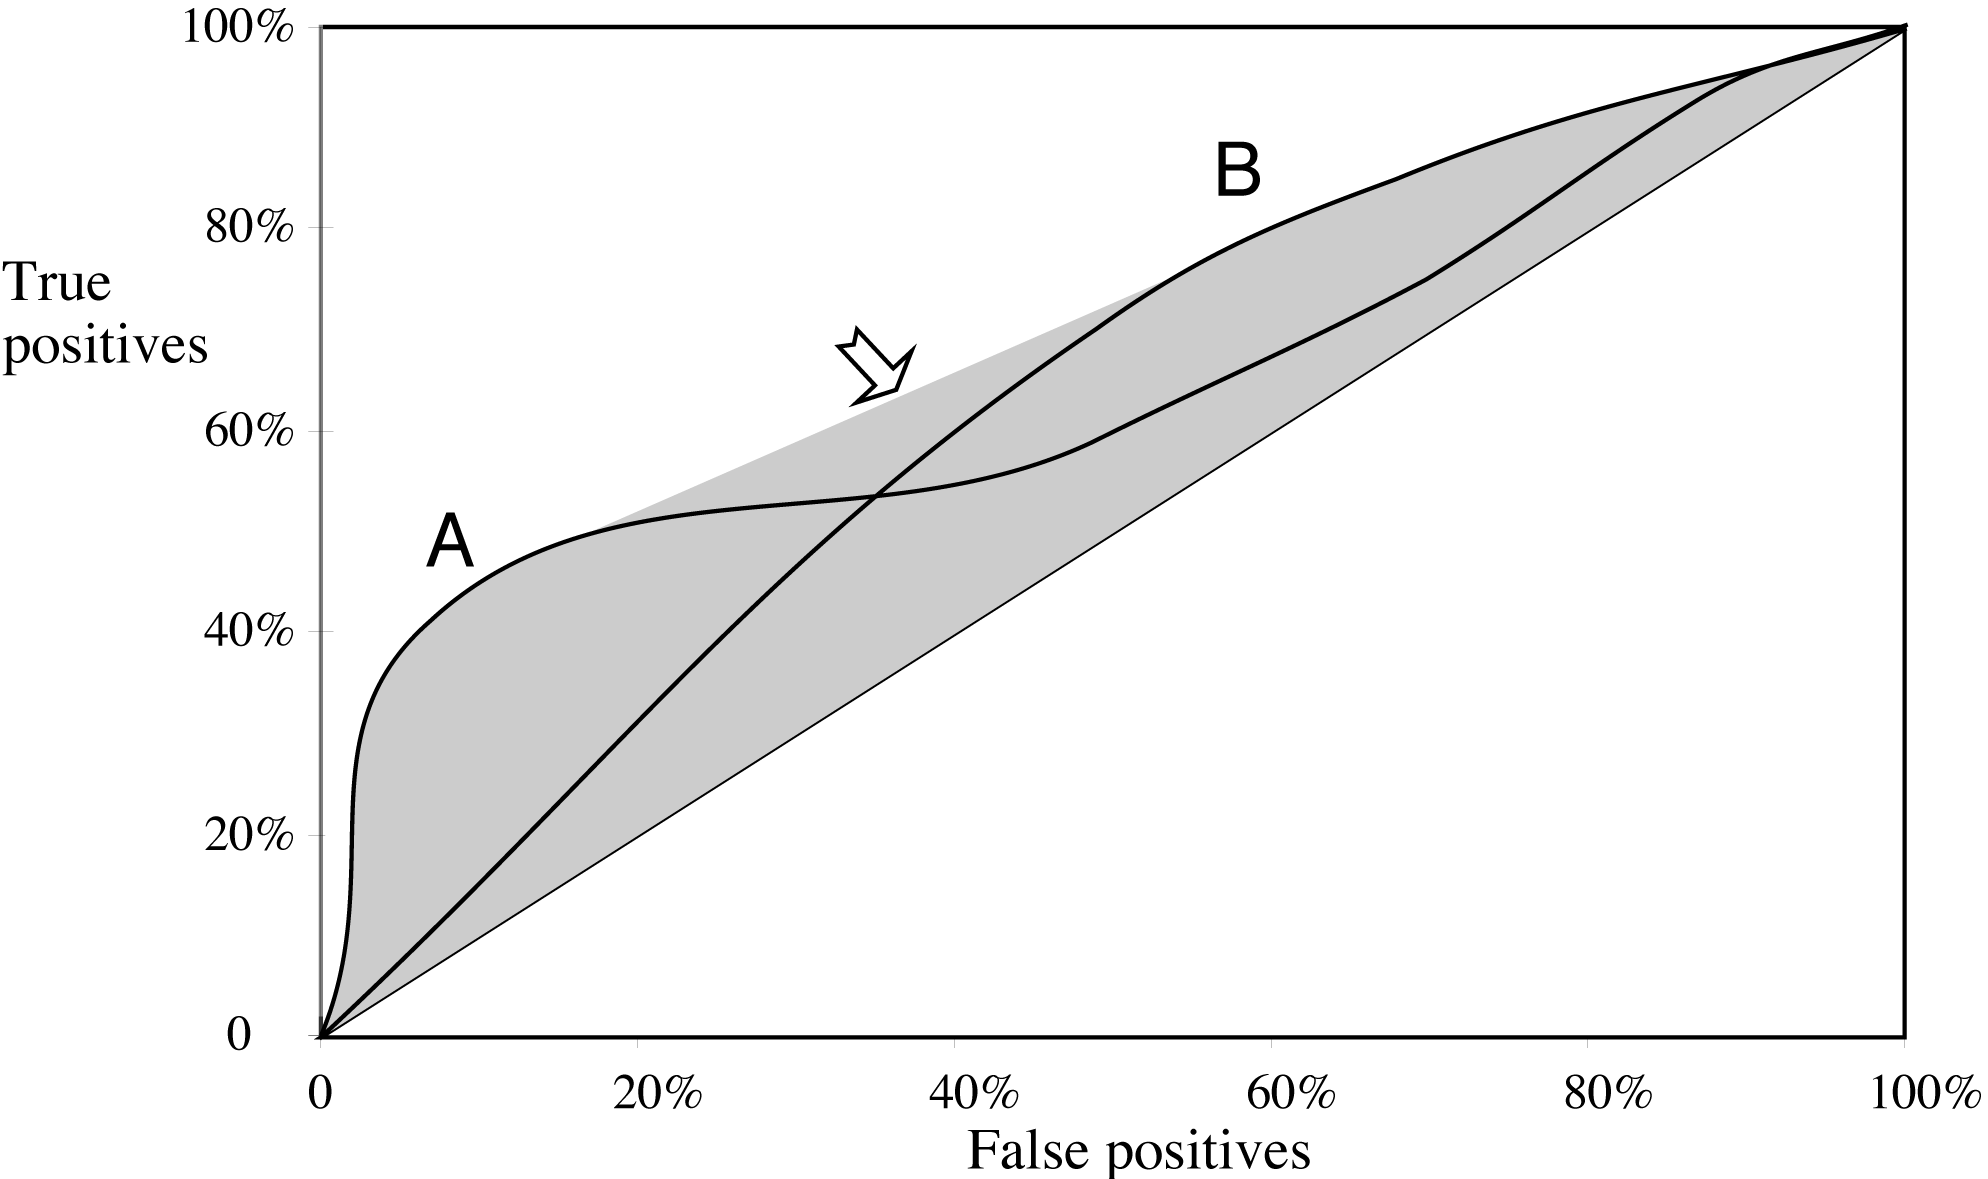 100%
80%
True
positives
60%
40%
20%
0
A
B
0 20% 40% 60% 80% 100%
False positives